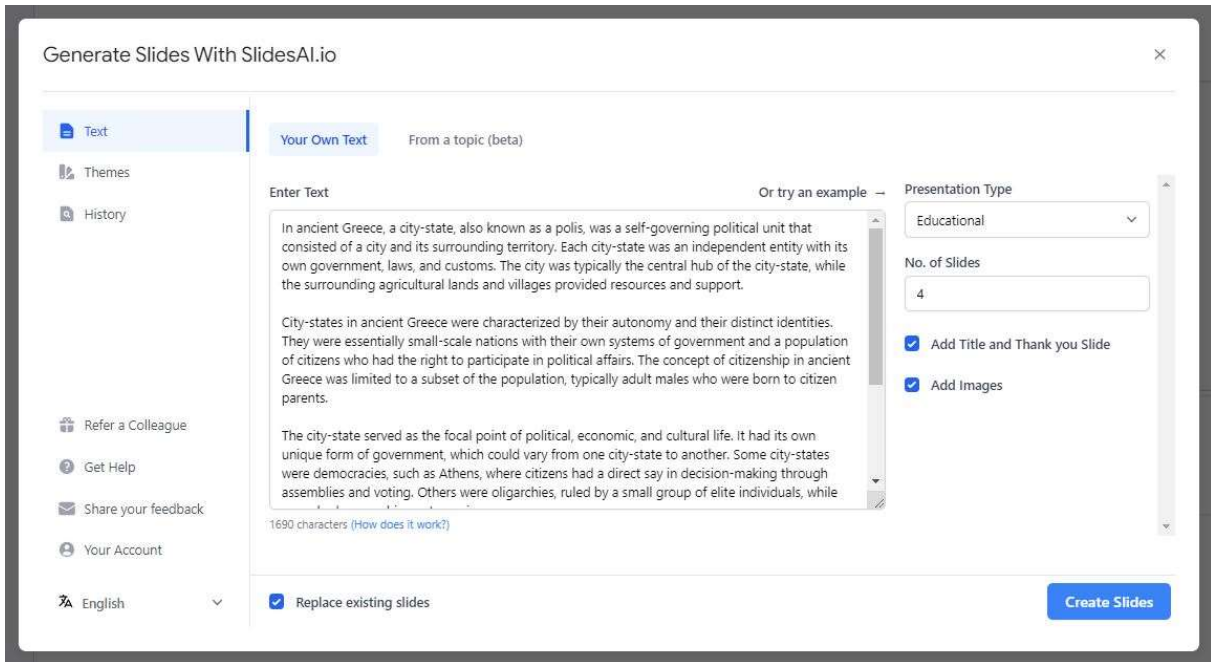 Generate Slides With SlidesAI.io
Text
Themes
History
Refer a Colleague
Get Help
Share your feedback
Your Account
English
Your Own Text
From a topic (beta)
Enter Text
Or try an example →
In ancient Greece, a city-state, also known as a polis, was a self-governing political unit that
consisted of a city and its surrounding territory. Each city-state was an independent entity with its
own government, laws, and customs. The city was typically the central hub of the city-state, while
the surrounding agricultural lands and villages provided resources and support.
City-states in ancient Greece were characterized by their autonomy and their distinct identities.
They were essentially small-scale nations with their own systems of government and a population
of citizens who had the right to participate in political affairs. The concept of citizenship in ancient
Greece was limited to a subset of the population, typically adult males who were born to citizen
parents.
The city-state served as the focal point of political, economic, and cultural life. It had its own
unique form of government, which could vary from one city-state to another. Some city-states
were democracies, such as Athens, where citizens had a direct say in decision-making through
assemblies and voting. Others were oligarchies, ruled by a small group of elite individuals, while
1690 characters (How does it work?)
Presentation Type
Educational
No. of Slides
4
Add Title and Thank you Slide
Add Images
Replace existing slides
Create Slides